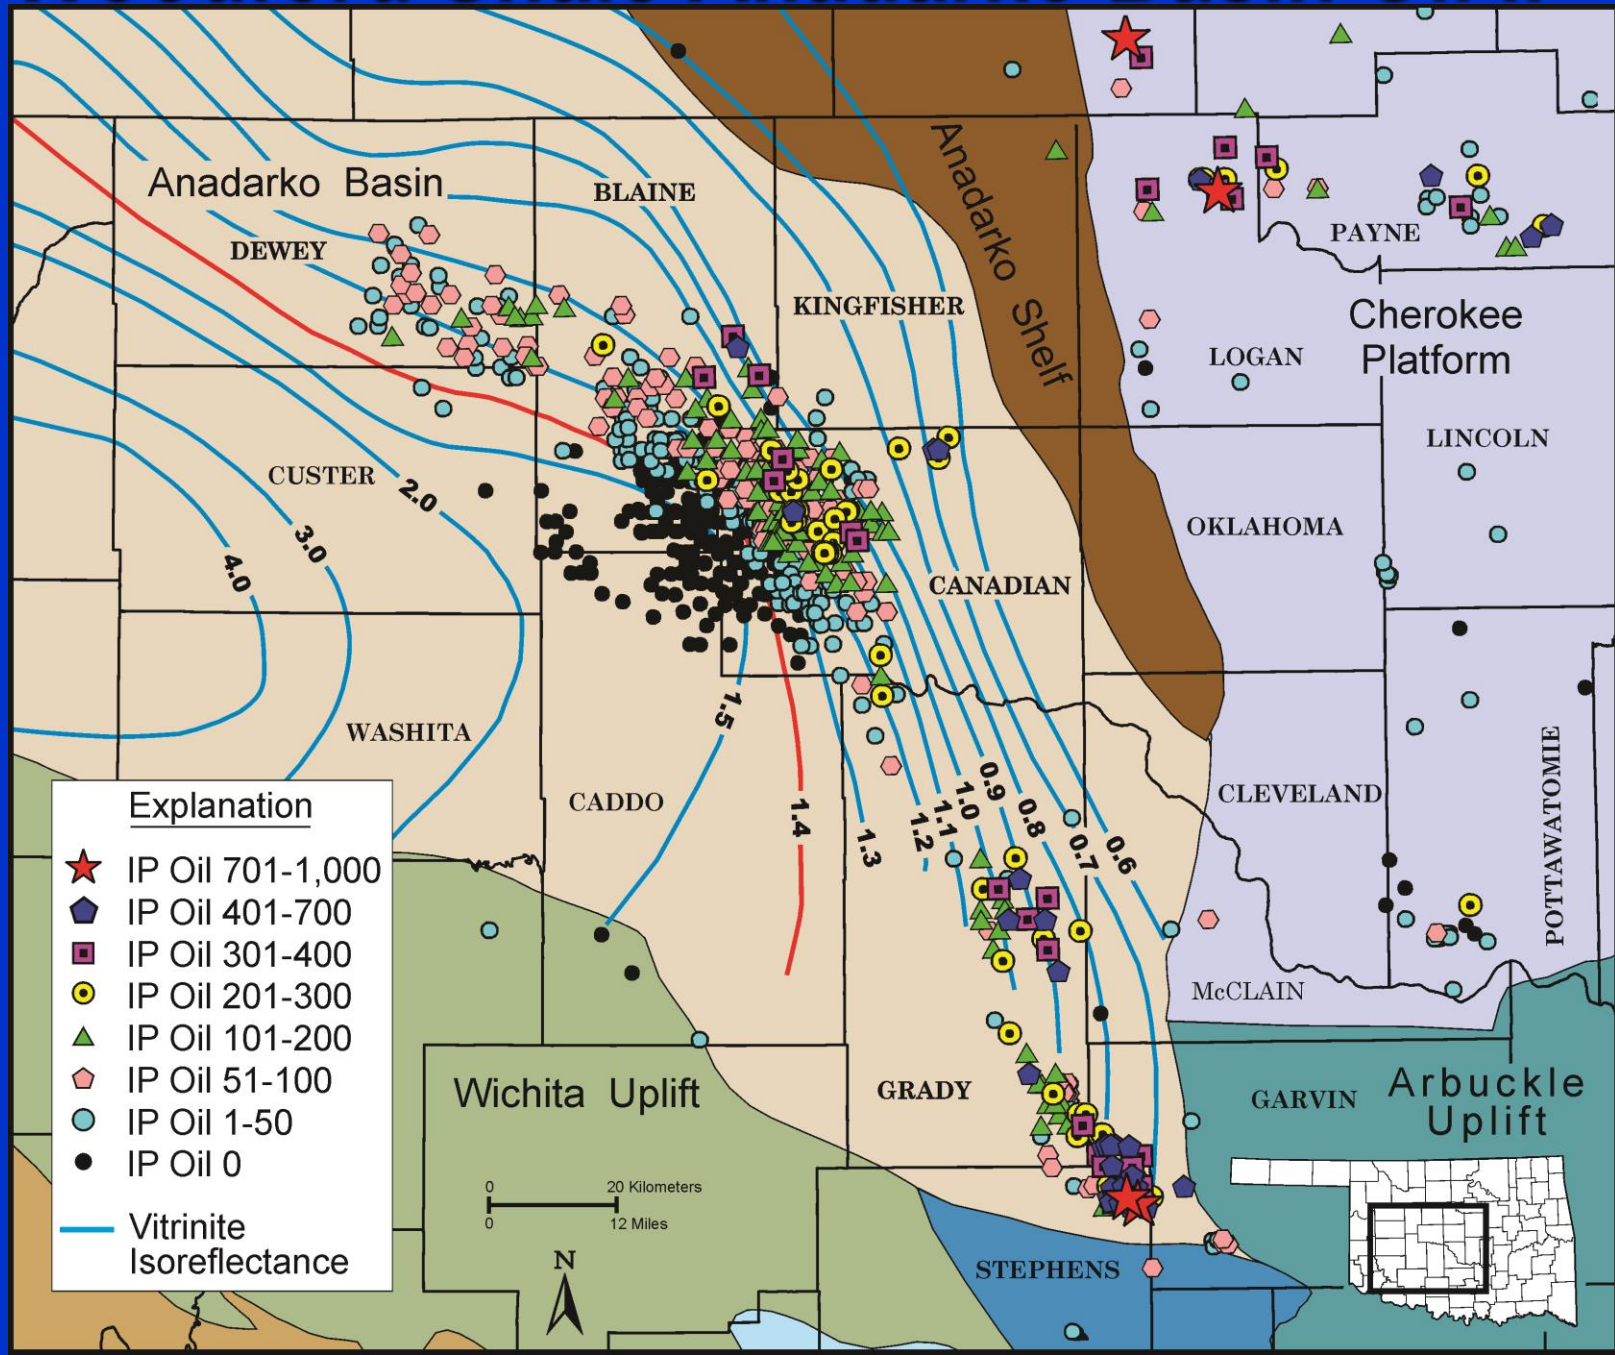 Anadarko Basin
BLAINE
DEWEY
KINGFISHER
Anadarko Shelf
PAYNE
Cherokee
Platform
LOGAN
LINCOLN
CUSTER
2.0
3.0
4.0
OKLAHOMA
CANADIAN
WASHITA
1.5
CADDO
1.4
1.3
1.2
1.1
1.0
0.9
0.8
0.7
0.6
CLEVELAND
POTTAWATOMIE
McCLAIN
Explanation
IP Oil 701-1,000
IP Oil 401-700
IP Oil 301-400
IP Oil 201-300
IP Oil 101-200
IP Oil 51-100
IP Oil 1-50
IP Oil 0
Vitrinite
Isoreflectance
Wichita Uplift
GRADY
GARVIN
Arbuckle
Uplift
0 20 Kilometers
0 12 Miles
N
STEPHENS